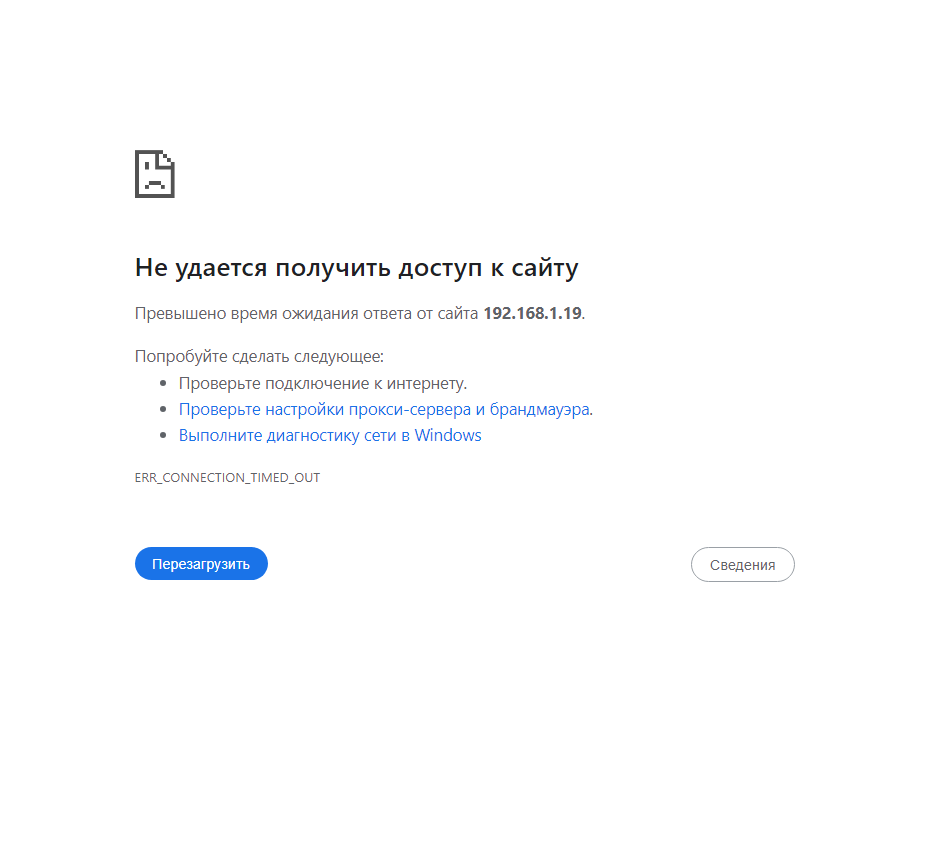 Не удается получить доступ к сайту
Превышено время ожидания ответа от сайта 192.168.1.19.
Попробуйте сделать следующее:
Проверьте подключение к интернету.
Проверьте настройки прокси-сервера и брандмауэра.
Выполните диагностику сети в Windows
ERR_CONNECTION_TIMED_OUT
Перезагрузить
Сведения